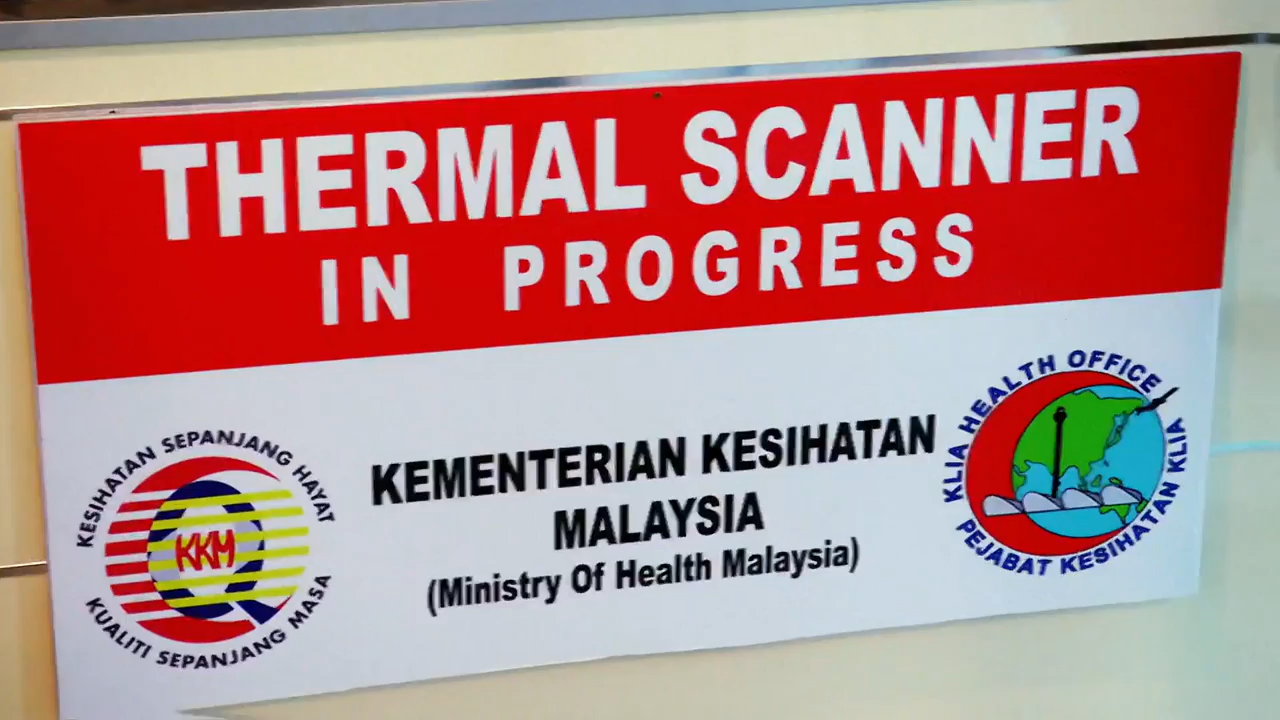 THERMAL SCANNER
IN PROGRESS
KESIHATAN SEPANJANG HAYAT
KKM
KUALITI SEPANJANG MASA
KEMENTERIAN KESIHATAN
MALAYSIA
(Ministry Of Health Malaysia)
KLIA HEALTH OFFICE
PEJABAT KESIHATAN KLIA